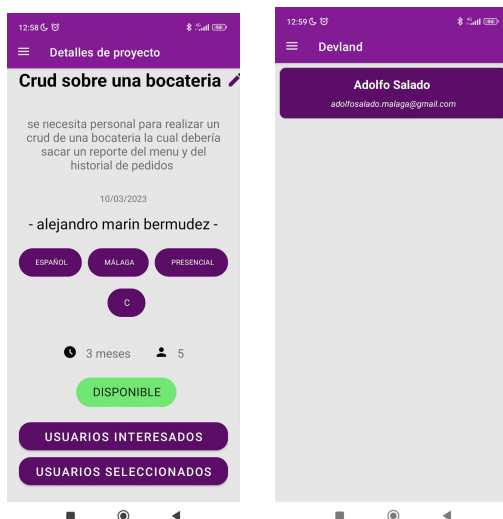 12:58
Detalles de proyecto
Crud sobre una bocateria
se necesita personal para realizar un
crud de una bocateria la cual debería
sacar un reporte del menu y del
historial de pedidos
10/03/2023
- alejandro marin bermudez -
ESPAÑOL MÁLAGA PRESENCIAL
C
3 meses 5
DISPONIBLE
USUARIOS INTERESADOS
USUARIOS SELECCIONADOS
12:59
Devland
Adolfo Salado
adolfosalado.malaga@gmail.com